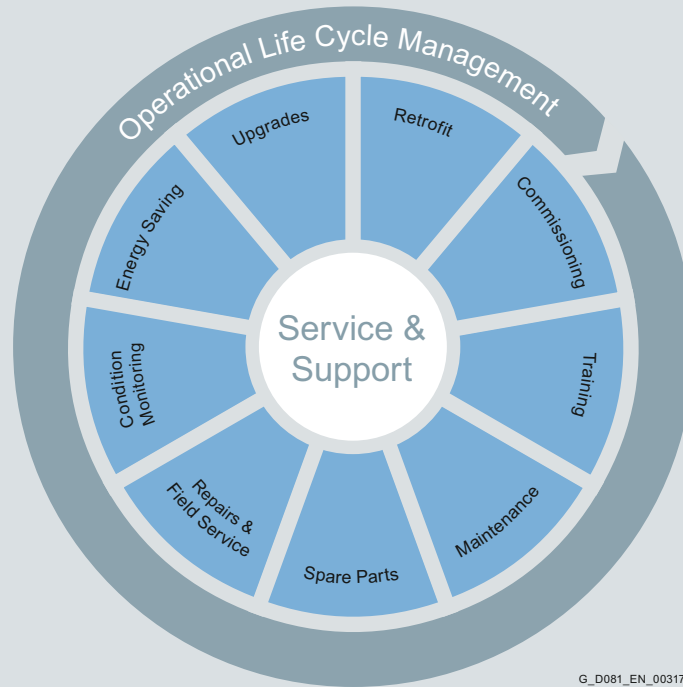 Operational Life Cycle Management
Upgrades
Retrofit
Commissioning
Training
Maintenance
Spare Parts
Repairs &
Field Service
Condition
Monitoring
Energy Saving
Service &
Support
G_D081_EN_00317